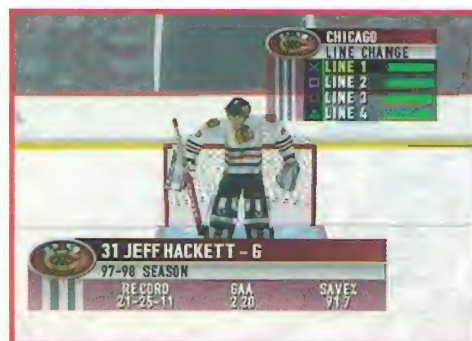 CHICAGO
LINE CHANGE
LINE 1
LINE 2
LINE 3
LINE 4
31 JEFF HACKETT - G
97-98 SEASON
RECORD GAA SAVE%
21-25-11 2.20 91.7